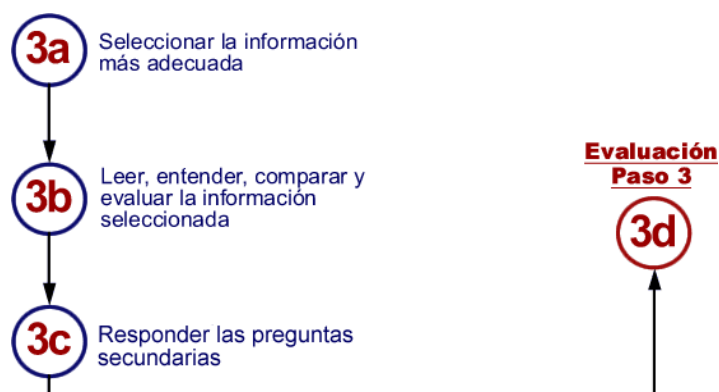 3a
Seleccionar la información
más adecuada
3b
Leer, entender, comparar y
evaluar la información
seleccionada
3c
Responder las preguntas
secundarias
Evaluación
Paso 3
3d